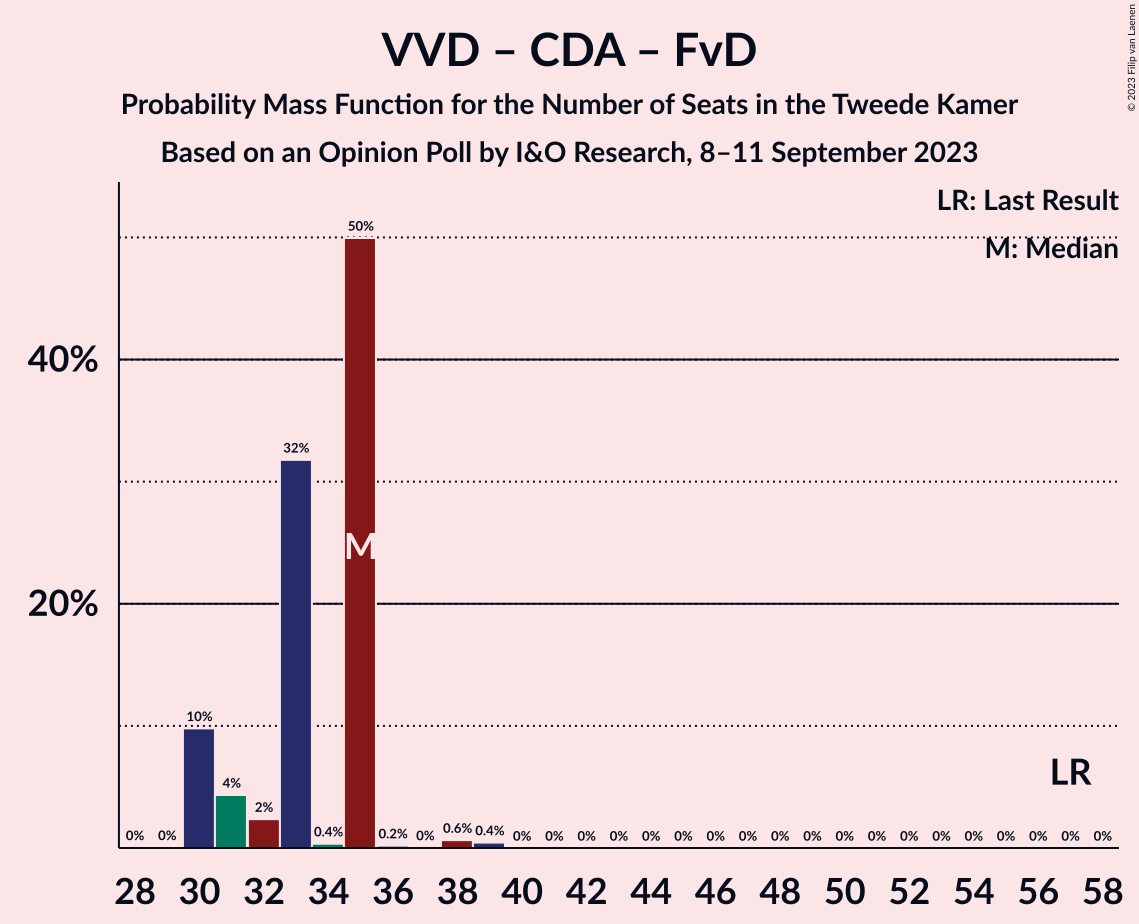 VVD – CDA – FvD
Probability Mass Function for the Number of Seats in the Tweede Kamer
Based on an Opinion Poll by I&O Research, 8–11 September 2023
© 2023 Filip van Laenen
LR: Last Result
M: Median
40%
20%
0% 0% 10% 4% 2% 32% 0.4% 50% 0.2% 0% 0.6% 0.4% 0% 0% 0% 0% 0% 0% 0% 0% 0% 0% 0% 0% 0% 0% 0% 0% 0% 0% 0%
M
LR
28 30 32 34 36 38 40 42 44 46 48 50 52 54 56 58